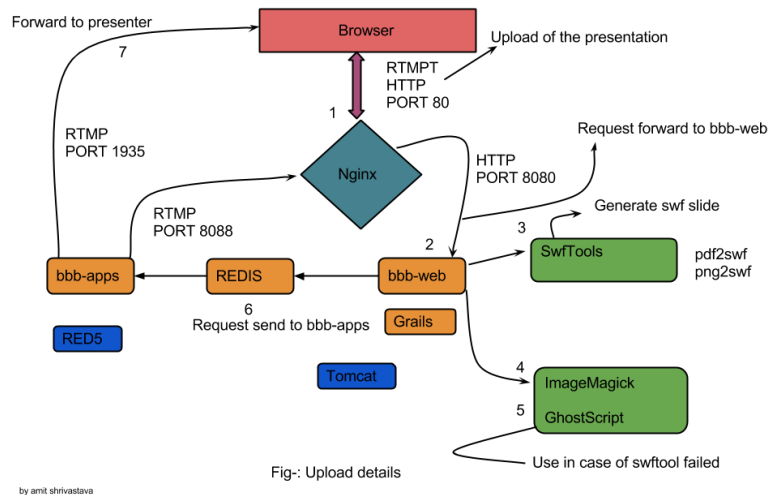 Forward to presenter
Browser
7
Upload of the presentation
RTMPT
HTTP
PORT 80
1
RTMP
PORT 1935
Request forward to bbb-web
HTTP
PORT 8080
Nginx
RTMP
PORT 8088
Generate swf slide
3
2
SwfTools
pdf2swf
png2swf
bbb-apps
REDIS
bbb-web
6
Request send to bbb-apps
Grails
RED5
Tomcat
4
ImageMagick
5
GhostScript
Use in case of swftool failed
Fig-: Upload details
by amit shrivastava